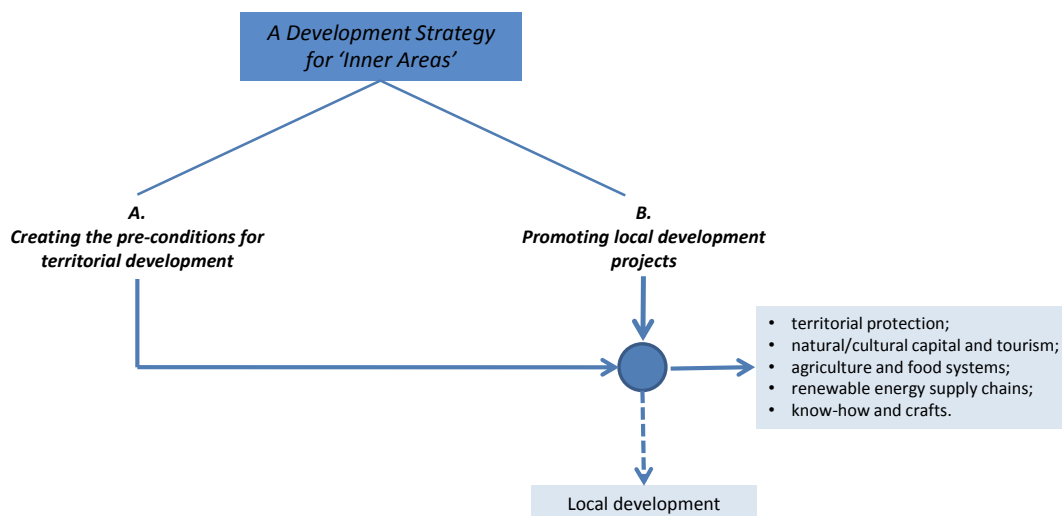 A Development Strategy
for ‘Inner Areas’
A.
Creating the pre-conditions for
territorial development
B.
Promoting local development
projects
• territorial protection;
• natural/cultural capital and tourism;
• agriculture and food systems;
• renewable energy supply chains;
• know-how and crafts.
Local development